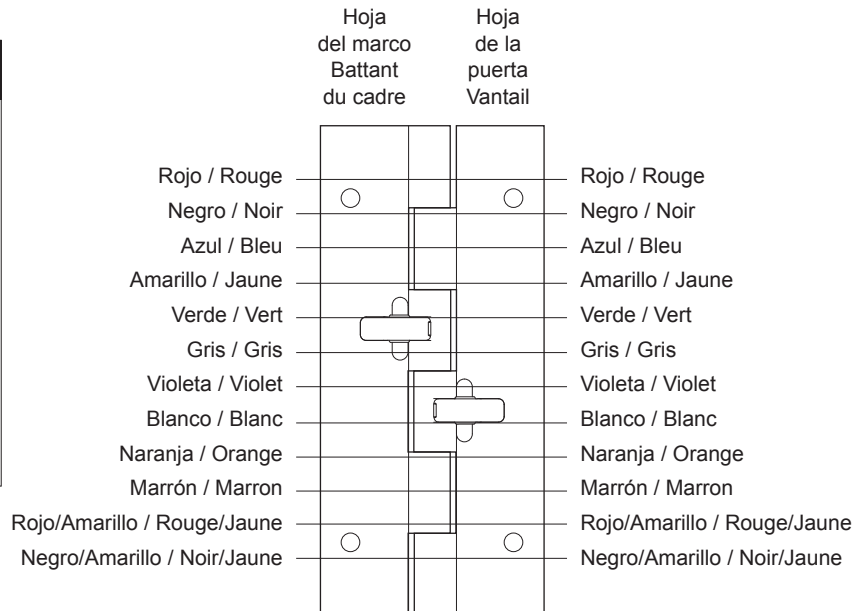 Hoja
del marco
Battant
du cadre
Hoja
de la
puerta
Vantail
Rojo / Rouge
Rojo / Rouge
Negro / Noir
Negro / Noir
Azul / Bleu
Azul / Bleu
Amarillo / Jaune
Amarillo / Jaune
Verde / Vert
Verde / Vert
Gris / Gris
Gris / Gris
Violeta / Violet
Violeta / Violet
Blanco / Blanc
Blanco / Blanc
Naranja / Orange
Naranja / Orange
Marrón / Marron
Marrón / Marron
Rojo/Amarillo / Rouge/Jaune
Rojo/Amarillo / Rouge/Jaune
Negro/Amarillo / Noir/Jaune
Negro/Amarillo / Noir/Jaune